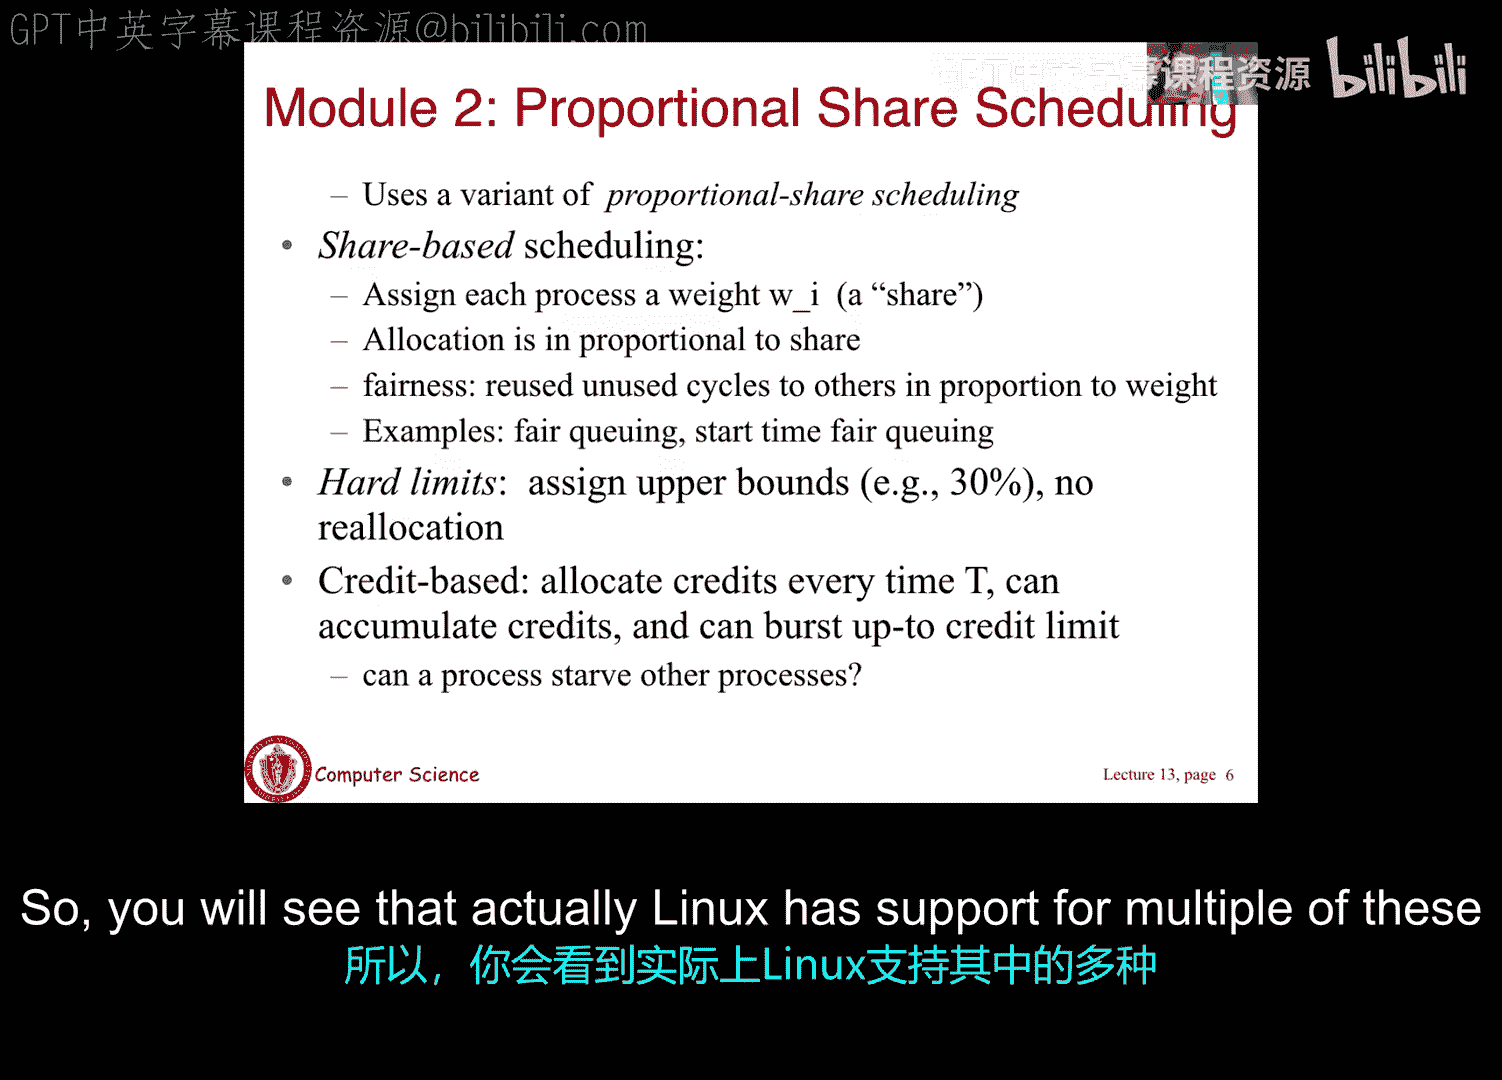 GPT中英字幕课程资源@bilibili.com
课程资源 bilibili
Module 2: Proportional Share Scheduling
– Uses a variant of proportional-share scheduling
• Share-based scheduling:
– Assign each process a weight w_i (a “share”)
– Allocation is in proportional to share
– fairness: reused unused cycles to others in proportion to weight
– Examples: fair queuing, start time fair queuing
• Hard limits: assign upper bounds (e.g., 30%), no
reallocation
• Credit-based: allocate credits every time T, can
accumulate credits, and can burst up-to credit limit
– can a process starve other processes?
Computer Science
Lecture 13, page 6
So, you will see that actually Linux has support for multiple of these
所以，你会看到实际上Linux支持其中的多种